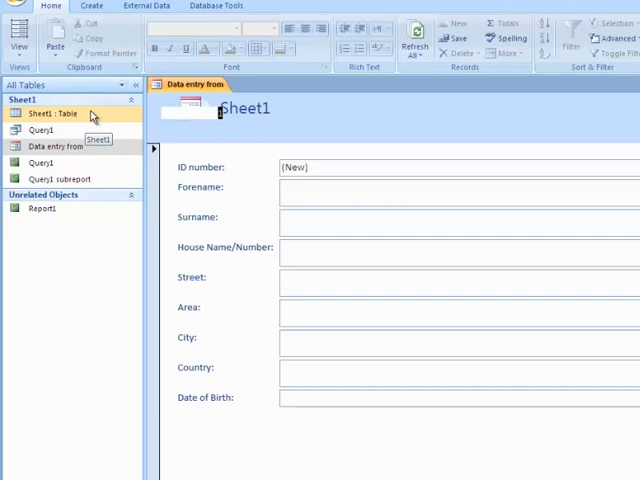 Home Create External Data Database Tools
View
Views
Paste
Cut
Copy
Format Painter
Clipboard
B I U A
Font
Rich Text
Refresh
All
New
Save
Delete
Totals
Spelling
More
Records
Filter
Selection
Advanced
Toggle Filter
Sort & Filter
All Tables
Sheet1
Sheet1 : Table
Query1
Data entry from
Sheet1
Query1
Query1 subreport
Unrelated Objects
Report1
Data entry from
Sheet1
ID number: (New)
Forename:
Surname:
House Name/Number:
Street:
Area:
City:
Country:
Date of Birth: